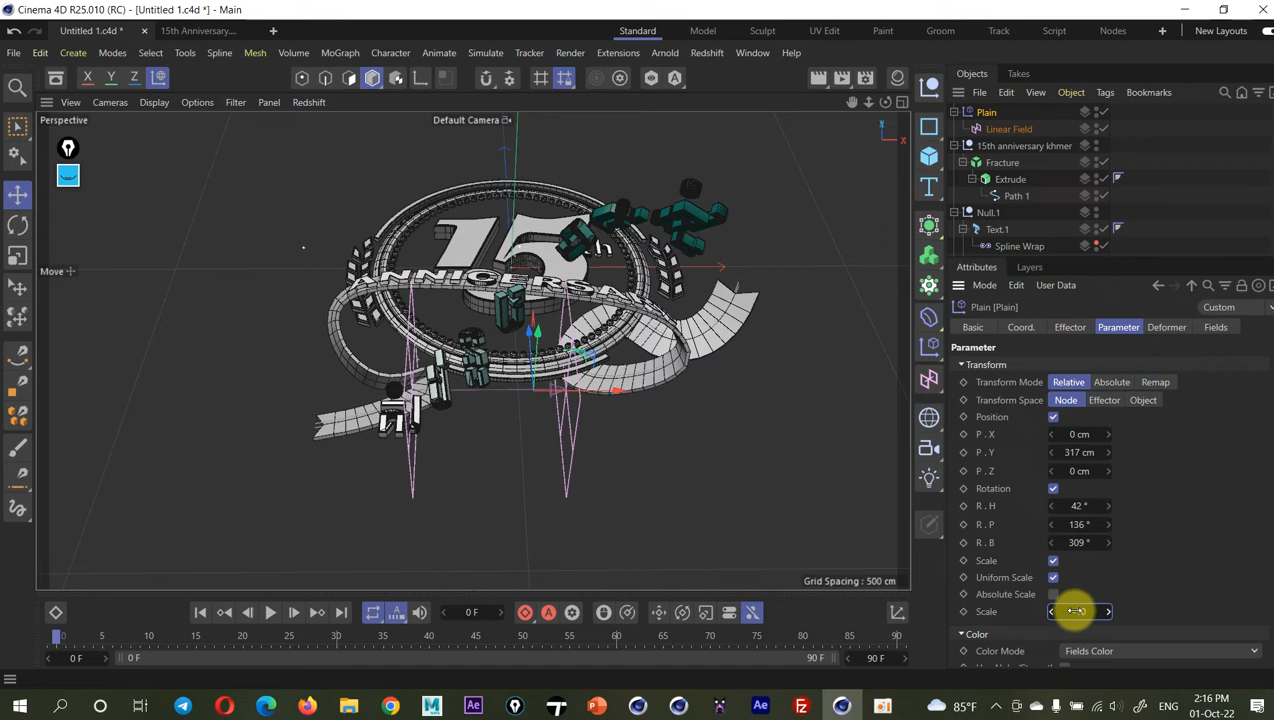 Cinema 4D R25.010 (RC) - [Untitled 1.c4d *] - Main
Untitled 1.c4d * 15th Anniversary.... Standard Model Sculpt UV Edit Paint Groom Track Script Nodes New Layouts
File Edit Create Modes Select Tools Spline Mesh Volume MoGraph Character Animate Simulate Tracker Render Extensions Arnold Redshift Window Help
X Y Z
Objects Takes
View Cameras Display Options Filter Panel Redshift
File Edit View Object Tags Bookmarks
Perspective Default Camera
Plain
Linear Field
15th anniversary khmer
Fracture
Extrude
Path 1
Null.1
Text.1
Spline Wrap
Y
X
15
h
ANNICERSA
Move
Grid Spacing : 500 cm
Attributes Layers
Mode Edit User Data
Plain [Plain] Custom
Basic Coord. Effector Parameter Deformer Fields
Parameter
Transform
Transform Mode Relative Absolute Remap
Transform Space Node Effector Object
Position
P . X 0 cm
P . Y 317 cm
P . Z 0 cm
Rotation
R . H 42 °
R . P 136 °
R . B 309 °
Scale
Uniform Scale
Absolute Scale
Scale
Color
Color Mode Fields Color
0 F
0 5 10 15 20 25 30 35 40 45 50 55 60 65 70 75 80 85 90
0 F 0 F 90 F 90 F
85°F ENG 2:16 PM
01-Oct-22